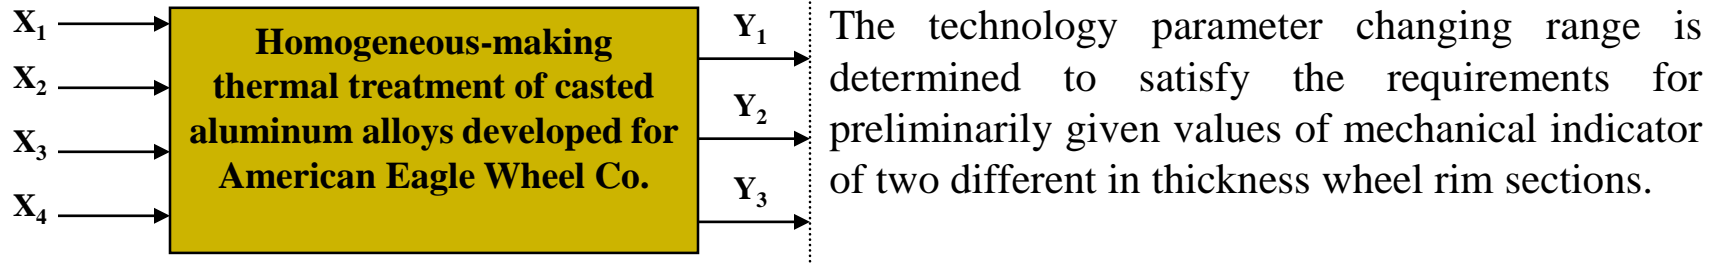 X1
X2
X3
X4
Homogeneous-making
thermal treatment of casted
aluminum alloys developed for
American Eagle Wheel Co.
Y1
Y2
Y3
The technology parameter changing range is
determined to satisfy the requirements for
preliminarily given values of mechanical indicator
of two different in thickness wheel rim sections.